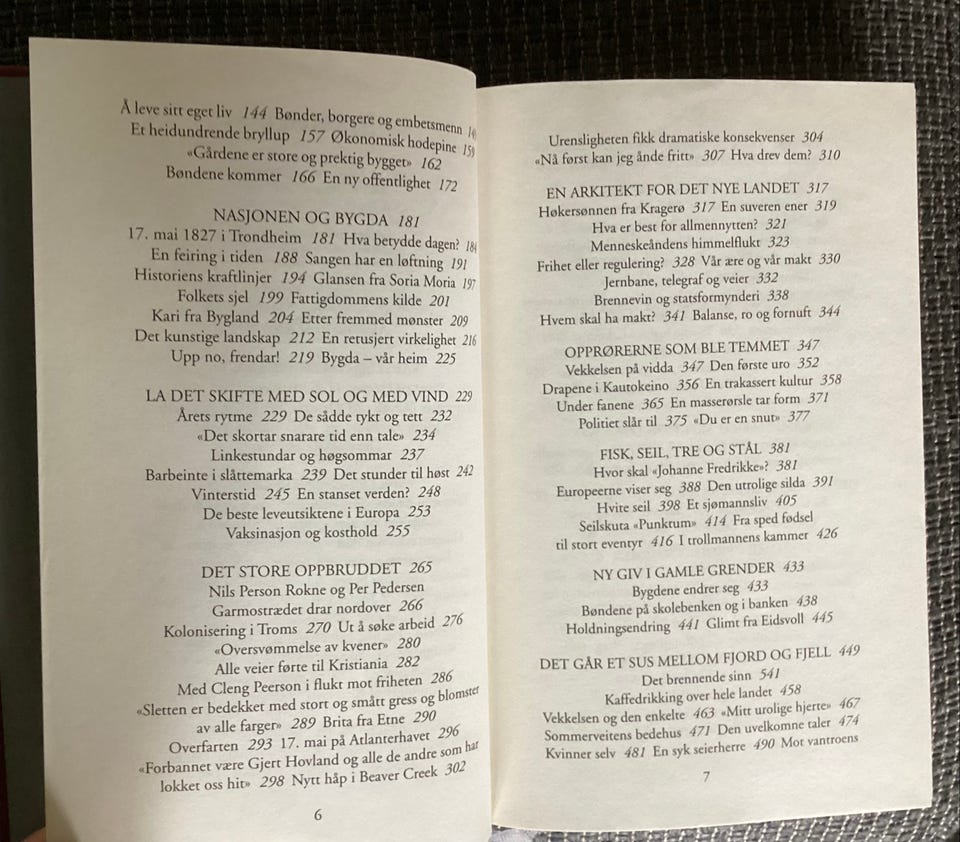 Å leve sitt eget liv 144 Bønder, borgere og embetsmenn
Et heidundrende bryllup 157 Økonomisk hodepine 159
«Gårdene er store og prektig bygget» 162
Bøndene kommer 166 En ny offentlighet 172
NASJONEN OG BYGDA 181
17. mai 1827 i Trondheim 181 Hva betydde dagen? 184
En feiring i tiden 188 Sangen har en løftning 191
Historiens kraftlinjer 194 Glansen fra Soria Moria 197
Folkets sjel 199 Fattigdommens kilde 201
Kari fra Bygland 204 Etter fremmed mønster 209
Det kunstige landskap 212 En retusjert virkelighet 216
Upp no, frendar! 219 Bygda – vår heim 225
LA DET SKIFTE MED SOL OG MED VIND 229
Årets rytme 229 De sådde tykt og tett 232
«Det skortar snarare tid enn tale» 234
Linkestundar og høgsommar 237
Barbeinte i slåttemarka 239 Det stunder til høst 242
Vinterstid 245 En stanset verden? 248
De beste leveutsiktene i Europa 253
Vaksinasjon og kosthold 255
DET STORE OPPBRUDDET 265
Nils Person Rokne og Per Pedersen
Garmostrædet drar nordover 266
Kolonisering i Troms 270 Ut å søke arbeid 276
«Oversvømmelse av kvener» 280
Alle veier førte til Kristiania 282
Med Cleng Peerson i flukt mot friheten 286
«Sletten er bedekket med stort og smått gress og blomster
av alle farger» 289 Brita fra Etne 290
Overfarten 293 17. mai på Atlanterhavet 296
«Forbannet være Gjert Hovland og alle de andre som har
lokket oss hit» 298 Nytt håp i Beaver Creek 302
6
Urensligheten fikk dramatiske konsekvenser 304
«Nå først kan jeg ånde fritt» 307 Hva drev dem? 310
EN ARKITEKT FOR DET NYE LANDET 317
Høkersønnen fra Kragerø 317 En suveren ener 319
Hva er best for allmennytten? 321
Menneskeåndens himmelflukt 323
Frihet eller regulering? 328 Vår ære og vår makt 330
Jernbane, telegraf og veier 332
Brennevin og statsformynderi 338
Hvem skal ha makt? 341 Balanse, ro og fornuft 344
OPPRØRERNE SOM BLE TEMMET 347
Vekkelsen på vidda 347 Den første uro 352
Drapene i Kautokeino 356 En trakassert kultur 358
Under fanene 365 En masserørsle tar form 371
Politiet slår til 375 «Du er en snut» 377
FISK, SEIL, TRE OG STÅL 381
Hvor skal «Johanne Fredrikke»? 381
Europeerne viser seg 388 Den utrolige silda 391
Hvite seil 398 Et sjømannsliv 405
Seilskuta «Punktum» 414 Fra sped fødsel
til stort eventyr 416 I trollmannens kammer 426
NY GIV I GAMLE GRENDER 433
Bygdene endrer seg 433
Bøndene på skolebenken og i banken 438
Holdningsendring 441 Glimt fra Eidsvoll 445
DET GÅR ET SUS MELLOM FJORD OG FJELL 449
Det brennende sinn 541
Kaffedrikking over hele landet 458
Vekkelsen og den enkelte 463 «Mitt urolige hjerte» 467
Sommerveitens bedehus 471 Den uvelkomne taler 474
Kvinner selv 481 En syk seierherre 490 Mot vantroens
7